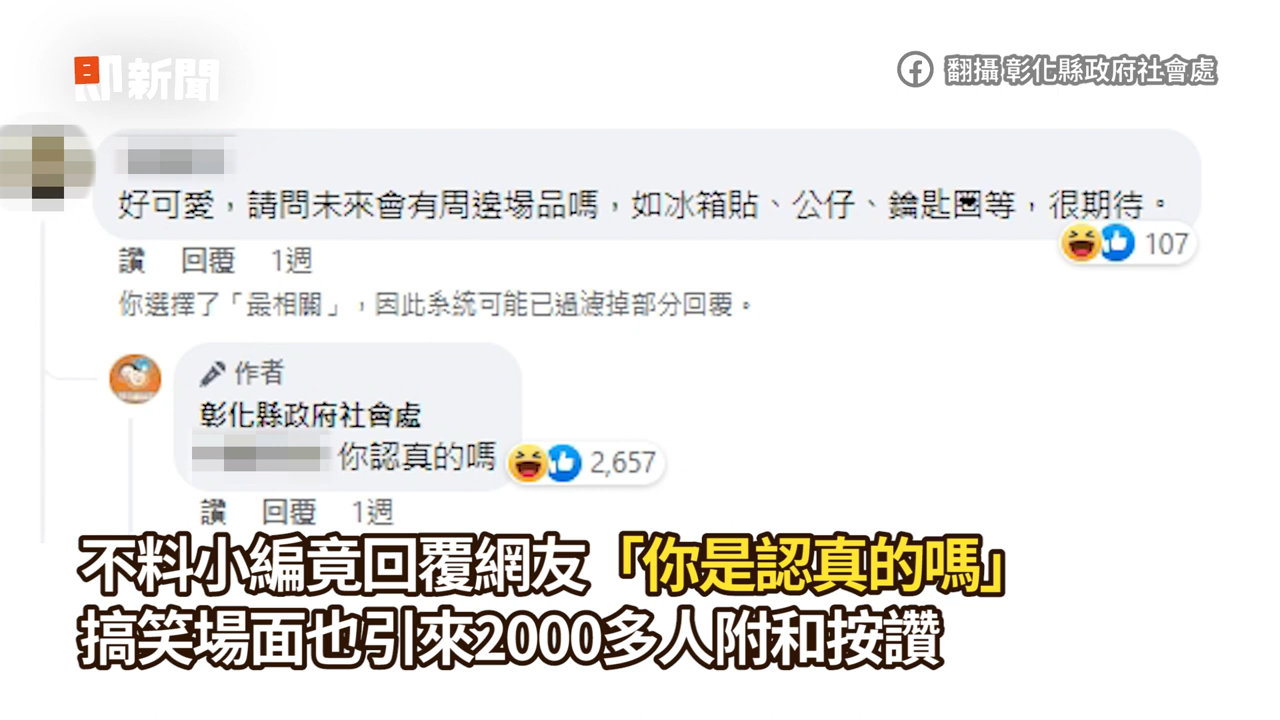 即新聞
翻攝 彰化縣政府社會處
好可愛，請問未來會有周邊場品嗎，如冰箱貼、公仔、鑰匙圈等，很期待。
107
讚 回覆 1週
你選擇了「最相關」，因此系統可能已過濾掉部分回覆。
作者
彰化縣政府社會處
你認真的嗎
2,657
讚 回覆 1週
不料小編竟回覆網友「你是認真的嗎」
搞笑場面也引來2000多人附和按讚